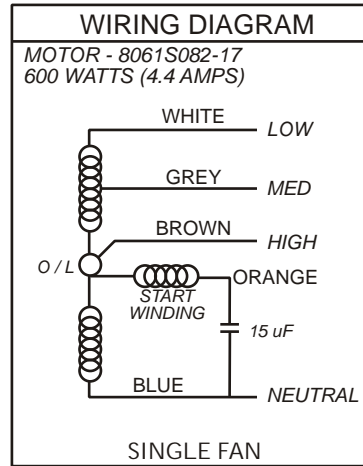 WIRING DIAGRAM
MOTOR - 8061S082-17
600 WATTS (4.4 AMPS)
WHITE
LOW
GREY
MED
BROWN
HIGH
O / L
ORANGE
START
WINDING
15 uF
BLUE
NEUTRAL
SINGLE FAN